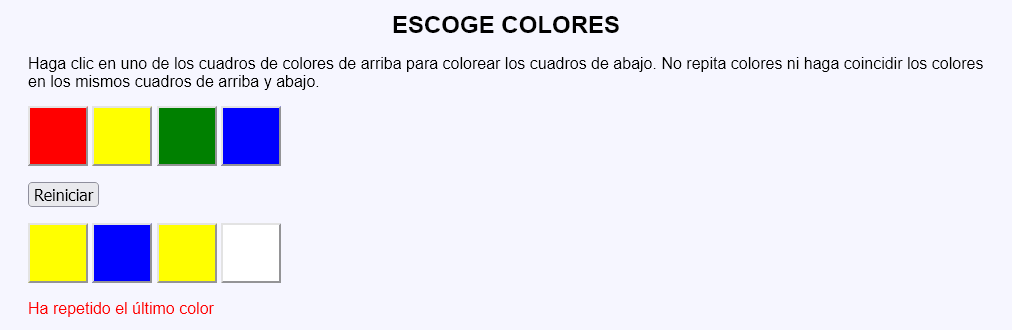 ESCOGE COLORES
Haga clic en uno de los cuadros de colores de arriba para colorear los cuadros de abajo. No repita colores ni haga coincidir los colores
en los mismos cuadros de arriba y abajo.
Reiniciar
Ha repetido el último color